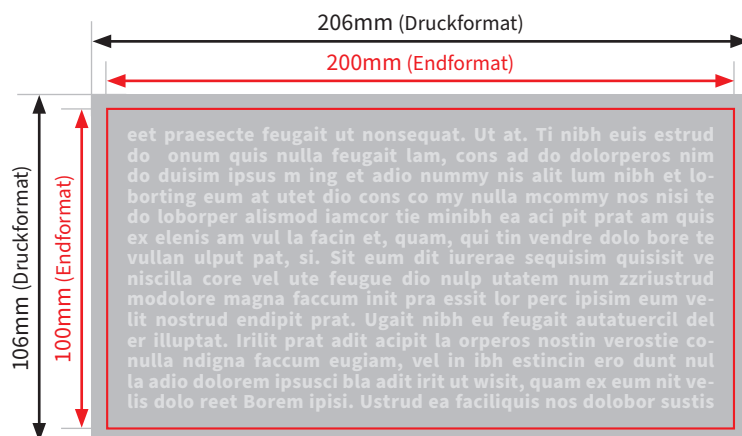 206mm (Druckformat)
200mm (Endformat)
106mm (Druckformat)
100mm (Endformat)
eet praesecte feugait ut nonsequat. Ut at. Ti nibh euis estrud
do onum quis nulla feugait lam, cons ad do dolorperos nim
do duisim ipsus m ing et adio nummy nis alit lum nibh et lo-
borting eum at utet dio cons co my nulla mcommy nos nisi te
do loborper alismod iamcor tie minibh ea aci pit prat am quis
ex elenis am vul la facin et, quam, qui tin vendre dolo bore te
vullan ulput pat, si. Sit eum dit iurerae sequisim quisisit ve
niscilla core vel ute feugue dio nulp utatem num zzriustrud
modolore magna faccum init pra essit lor perc ipisim eum ve-
lit nostrud endipit prat. Ugait nibh eu feugait autatuercil del
er illuptat. Irilit prat adit acipit la orperos nostin verostie co-
nulla ndigna faccum eugiam, vel in ibh estincin ero dunt nul
la adio dolorem ipsusci bla adit irit ut wisit, quam ex eum nit ve-
lis dolo reet Borem ipisi. Ustrud ea faciliquis nos dolobor sustis